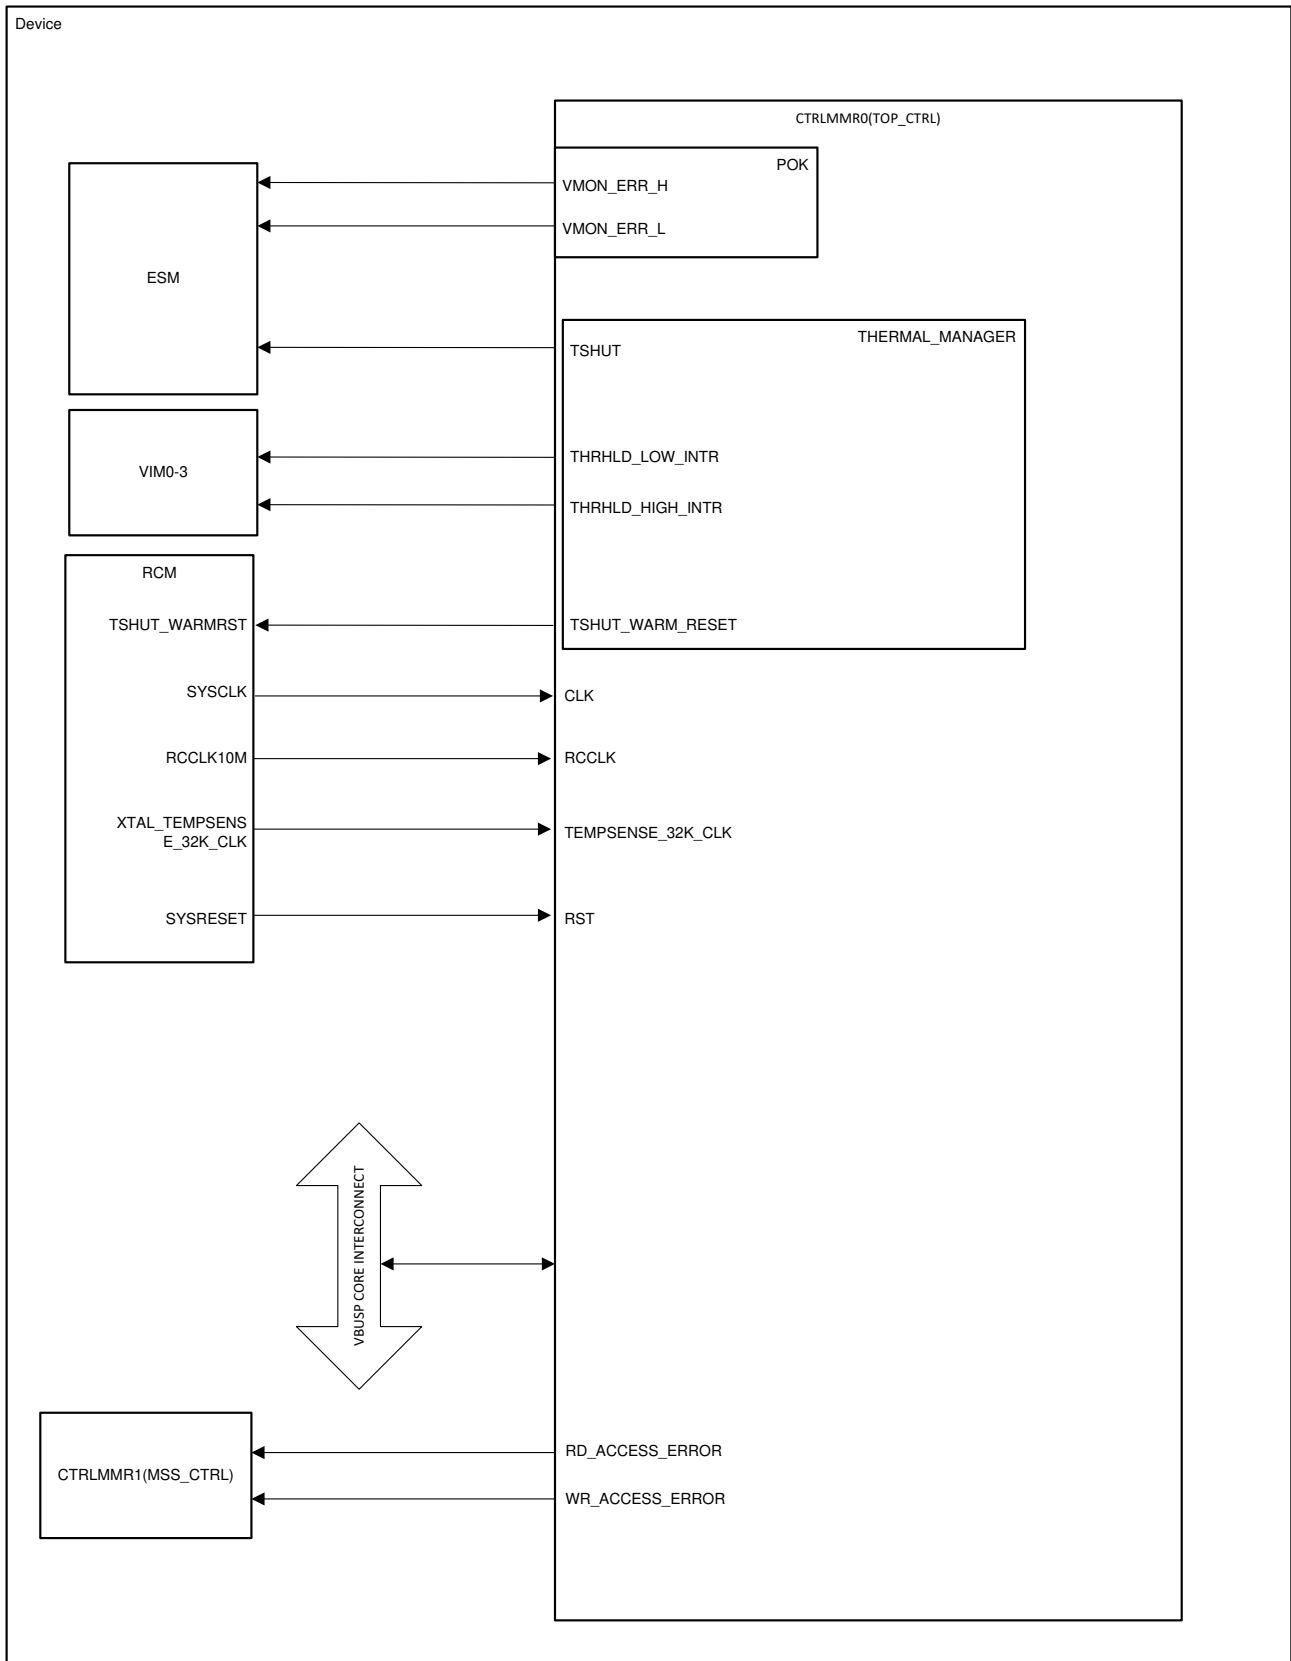 Device
CTRLMMR0(TOP_CTRL)
POK
VMON_ERR_H
VMON_ERR_L
ESM
THERMAL_MANAGER
TSHUT
VIM0-3
THRHLD_LOW_INTR
THRHLD_HIGH_INTR
RCM
TSHUT_WARMRST
TSHUT_WARM_RESET
SYSCLK
CLK
RCCLK10M
RCCLK
XTAL_TEMPSENS
E_32K_CLK
TEMPSENSE_32K_CLK
SYSRESET
RST
VBUSP CORE INTERCONNECT
RD_ACCESS_ERROR
CTRLMMR1(MSS_CTRL)
WR_ACCESS_ERROR